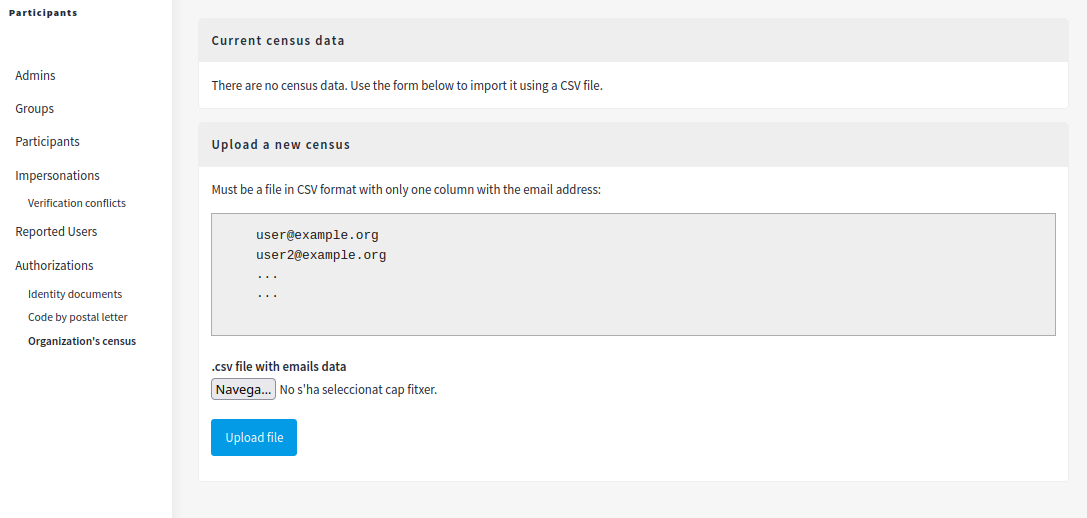 Participants
Admins
Groups
Participants
Impersonations
Verification conflicts
Reported Users
Authorizations
Identity documents
Code by postal letter
Organization's census
Current census data
There are no census data. Use the form below to import it using a CSV file.
Upload a new census
Must be a file in CSV format with only one column with the email address:
user@example.org
user2@example.org
...
...
.csv file with emails data
Navega... No s'ha seleccionat cap fitxer.
Upload file